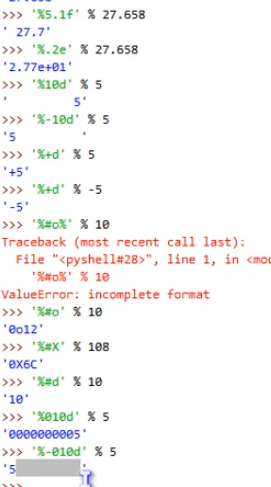 >>> '%5.1f' % 27.658
' 27.7'
>>> '%.2e' % 27.658
'2.77e+01'
>>> '%10d' % 5
'         5'
>>> '%-10d' % 5
'5         '
>>> '%+d' % 5
'+5'
>>> '%+d' % -5
'-5'
>>> '%#o%' % 10
Traceback (most recent call last):
  File "<pyshell#28>", line 1, in <mod
    '%#o%' % 10
ValueError: incomplete format
>>> '%#o' % 10
'0o12'
>>> '%#X' % 108
'0X6C'
>>> '%#d' % 10
'10'
>>> '%010d' % 5
'0000000005'
>>> '%-010d' % 5
'5         '
>>>